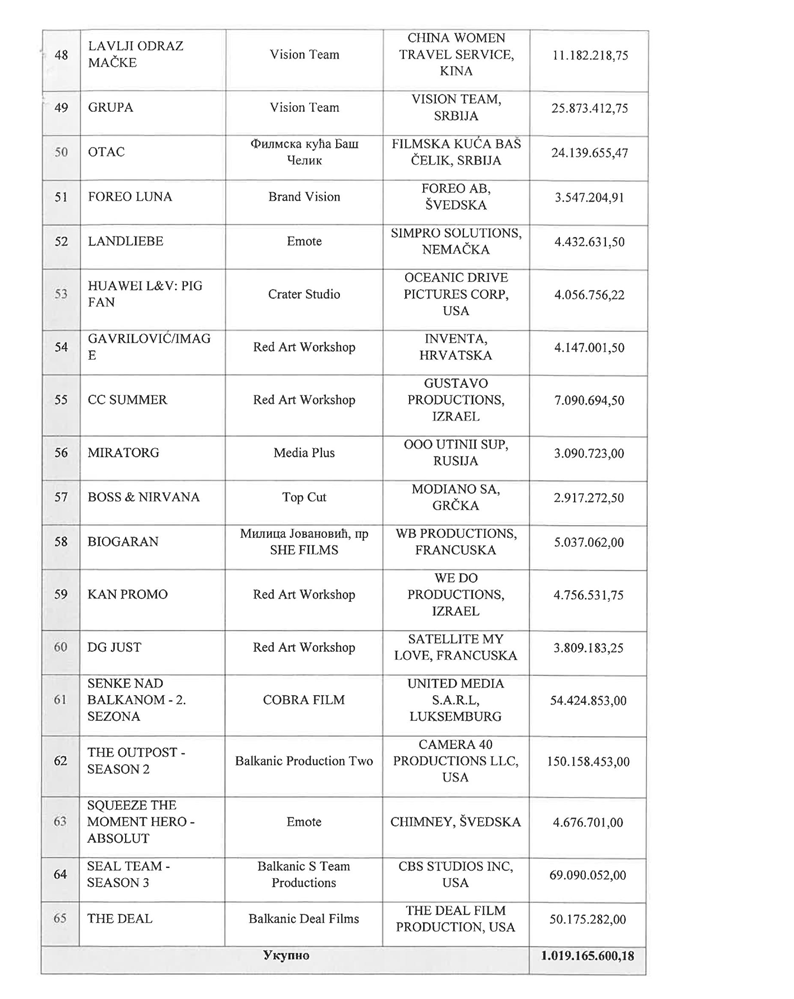 48
LAVLJI ODRAZ
MAČKE
Vision Team
CHINA WOMEN
TRAVEL SERVICE,
KINA
11.182.218,75
49
GRUPA
Vision Team
VISION TEAM,
SRBIJA
25.873.412,75
50
OTAC
Филмска кућа Баш
Челик
FILMSKA KUĆA BAŠ
ČELIK, SRBIJA
24.139.655,47
51
FOREO LUNA
Brand Vision
FOREO AB,
ŠVEDSKA
3.547.204,91
52
LANDLIEBE
Emote
SIMPRO SOLUTIONS,
NEMAČKA
4.432.631,50
53
HUAWEI L&V: PIG
FAN
Crater Studio
OCEANIC DRIVE
PICTURES CORP,
USA
4.056.756,22
54
GAVRILOVIĆ/IMAG
E
Red Art Workshop
INVENTA,
HRVATSKA
4.147.001,50
55
CC SUMMER
Red Art Workshop
GUSTAVO
PRODUCTIONS,
IZRAEL
7.090.694,50
56
MIRATORG
Media Plus
OOO UTINII SUP,
RUSIJA
3.090.723,00
57
BOSS & NIRVANA
Top Cut
MODIANO SA,
GRČKA
2.917.272,50
58
BIOGARAN
Милица Јовановић, пр
SHE FILMS
WB PRODUCTIONS,
FRANCUSKA
5.037.062,00
59
KAN PROMO
Red Art Workshop
WE DO
PRODUCTIONS,
IZRAEL
4.756.531,75
60
DG JUST
Red Art Workshop
SATELLITE MY
LOVE, FRANCUSKA
3.809.183,25
61
SENKE NAD
BALKANOM - 2.
SEZONA
COBRA FILM
UNITED MEDIA
S.A.R.L,
LUKSEMBURG
54.424.853,00
62
THE OUTPOST -
SEASON 2
Balkanic Production Two
CAMERA 40
PRODUCTIONS LLC,
USA
150.158.453,00
63
SQUEEZE THE
MOMENT HERO -
ABSOLUT
Emote
CHIMNEY, ŠVEDSKA
4.676.701,00
64
SEAL TEAM -
SEASON 3
Balkanic S Team
Productions
CBS STUDIOS INC,
USA
69.090.052,00
65
THE DEAL
Balkanic Deal Films
THE DEAL FILM
PRODUCTION, USA
50.175.282,00
Укупно
1.019.165.600,18